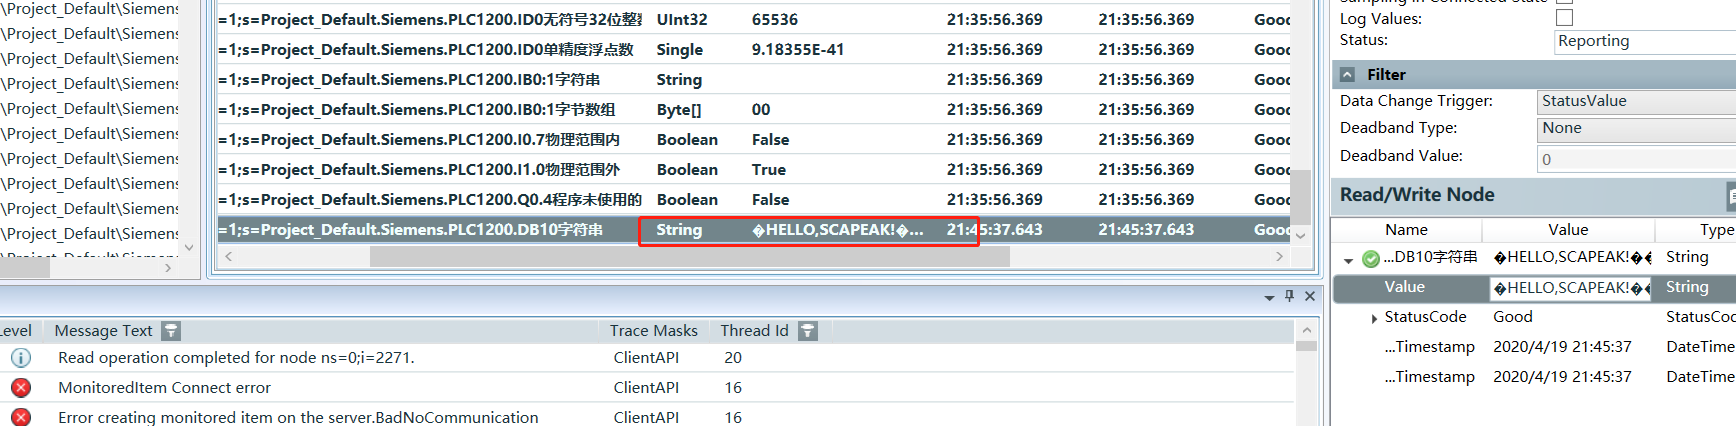 \Project_Default\Siemens
\Project_Default\Siemens
\Project_Default\Siemens
\Project_Default\Siemens
\Project_Default\Siemens
\Project_Default\Siemens
\Project_Default\Siemens
\Project_Default\Siemens
\Project_Default\Siemens
\Project_Default\Siemens
=1;s=Project_Default.Siemens.PLC1200.ID0无符号32位整数 UInt32 65536 21:35:56.369 21:35:56.369 Good
=1;s=Project_Default.Siemens.PLC1200.ID0单精度浮点数 Single 9.18355E-41 21:35:56.369 21:35:56.369 Good
=1;s=Project_Default.Siemens.PLC1200.IB0:1字符串 String 21:35:56.369 21:35:56.369 Good
=1;s=Project_Default.Siemens.PLC1200.IB0:1字节数组 Byte[] 00 21:35:56.369 21:35:56.369 Good
=1;s=Project_Default.Siemens.PLC1200.I0.7物理范围内 Boolean False 21:35:56.369 21:35:56.369 Good
=1;s=Project_Default.Siemens.PLC1200.I1.0物理范围外 Boolean True 21:35:56.369 21:35:56.369 Good
=1;s=Project_Default.Siemens.PLC1200.Q0.4程序未使用的 Boolean False 21:35:56.369 21:35:56.369 Good
=1;s=Project_Default.Siemens.PLC1200.DB10字符串 String �HELLO,SCAPEAK!�... 21:45:37.643 21:45:37.643 Good
Level Message Text Trace Masks Thread Id
Read operation completed for node ns=0;i=2271. ClientAPI 20
MonitoredItem Connect error ClientAPI 16
Error creating monitored item on the server.BadNoCommunication ClientAPI 16
Sampling in Connected State
Log Values:
Status: Reporting
Filter
Data Change Trigger: StatusValue
Deadband Type: None
Deadband Value: 0
Read/Write Node
Name Value Type
...DB10字符串 �HELLO,SCAPEAK!�� String
Value �HELLO,SCAPEAK!�� String
StatusCode Good StatusCo
...Timestamp 2020/4/19 21:45:37 DateTime
...Timestamp 2020/4/19 21:45:37 DateTime